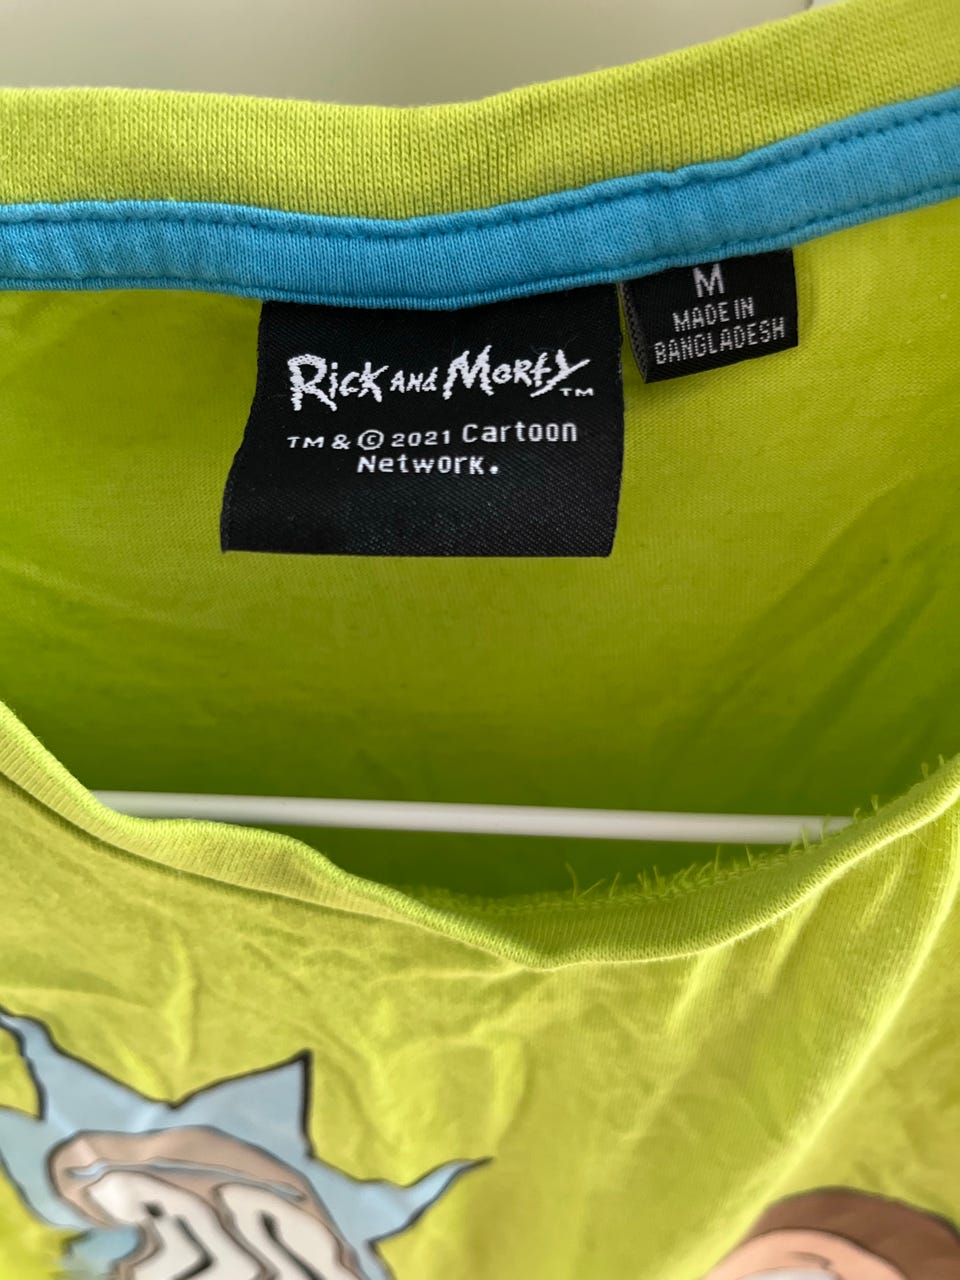 Rick and Morty™
TM & © 2021 Cartoon
Network.
M
MADE IN
BANGLADESH